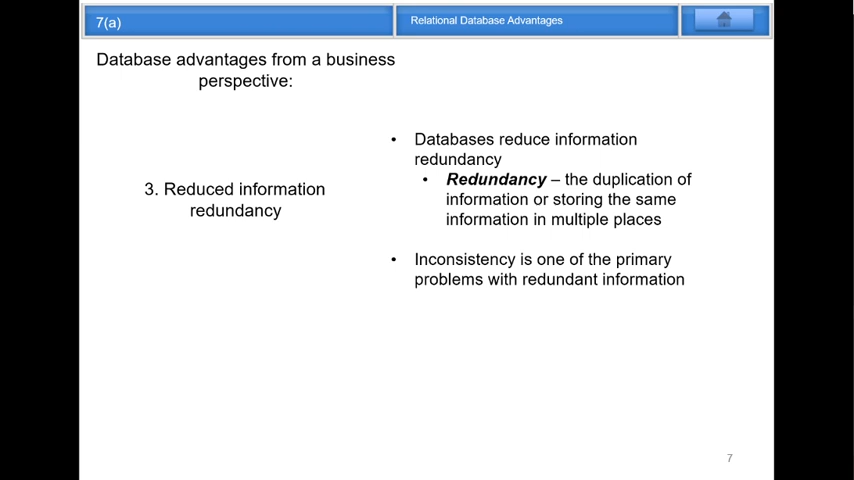 7(a)
Relational Database Advantages
Database advantages from a business
perspective:
3. Reduced information
redundancy
• Databases reduce information
redundancy
• Redundancy – the duplication of
information or storing the same
information in multiple places
• Inconsistency is one of the primary
problems with redundant information
7